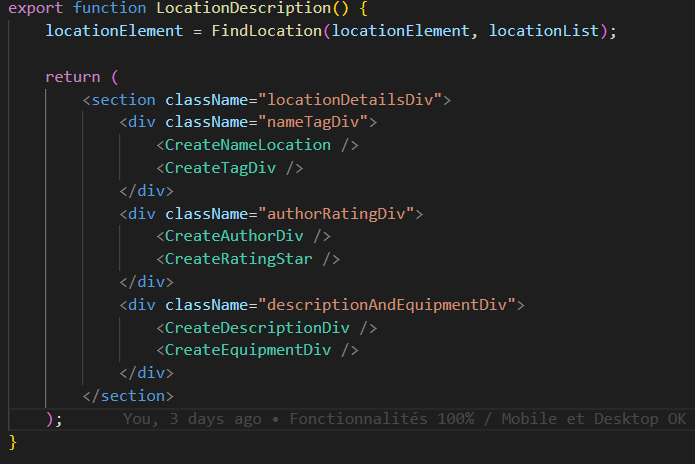 export function LocationDescription() {
locationElement = FindLocation(locationElement, locationList);
return (
<section className="locationDetailsDiv">
<div className="nameTagDiv">
<CreateNameLocation />
<CreateTagDiv />
</div>
<div className="authorRatingDiv">
<CreateAuthorDiv />
<CreateRatingStar />
</div>
<div className="descriptionAndEquipmentDiv">
<CreateDescriptionDiv />
<CreateEquipmentDiv />
</div>
</section>
); You, 3 days ago • Fonctionnalités 100% / Mobile et Desktop OK
}